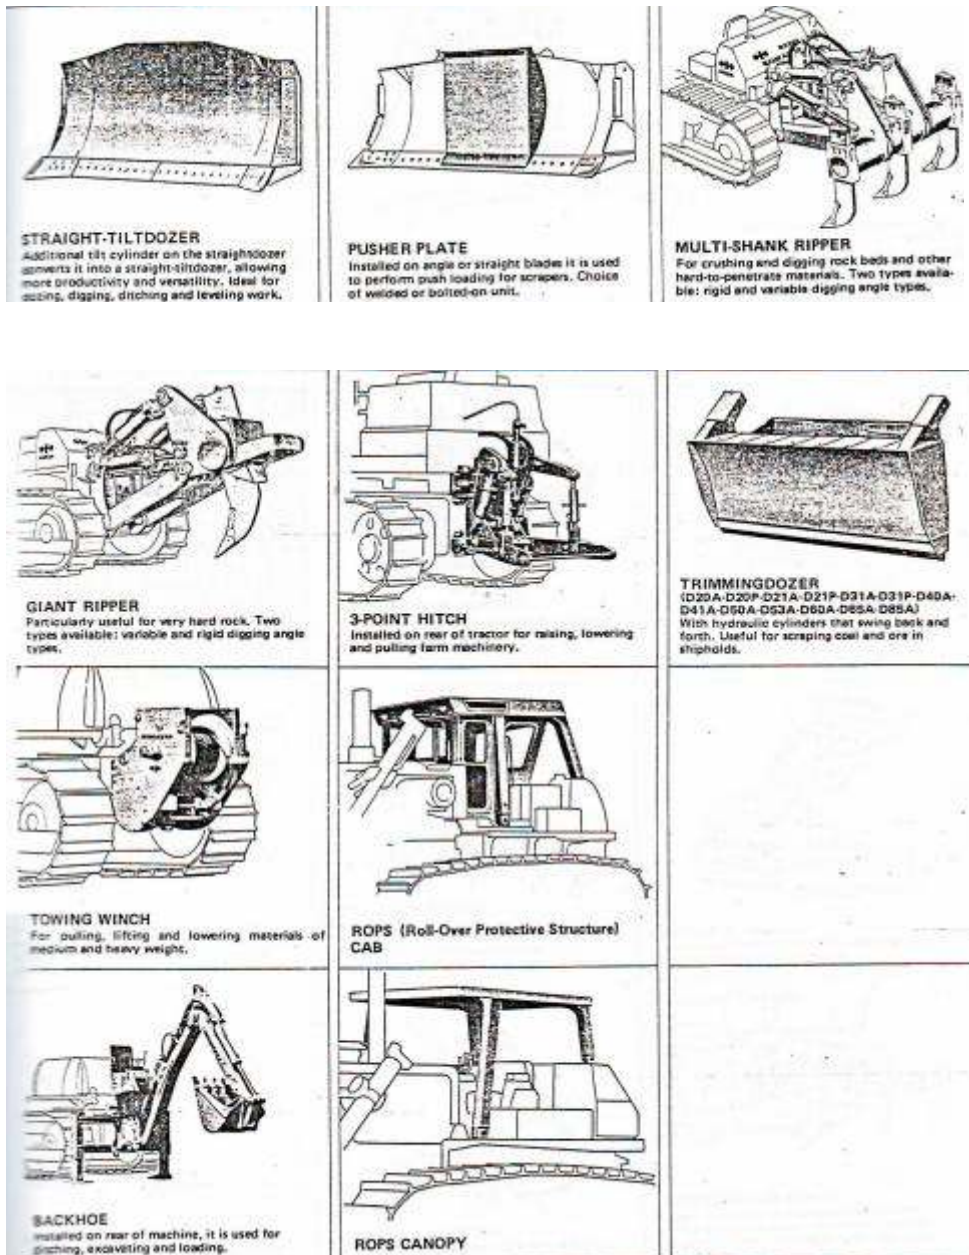 STRAIGHT-TILTDOZER
Additional tilt cylinder on the straightdozer
converts it into a straight-tiltdozer, allowing
more productivity and versatility. Ideal for
dozing, digging, ditching and leveling work.
PUSHER PLATE
Installed on angle or straight blades it is used
to perform push loading for scrapers. Choice
of welded or bolted-on unit.
MULTI-SHANK RIPPER
For crushing and digging rock beds and other
hard-to-penetrate materials. Two types availa-
ble: rigid and variable digging angle types.
GIANT RIPPER
Particularly useful for very hard rock. Two
types available: variable and rigid digging angle
types.
3-POINT HITCH
Installed on rear of tractor for raising, lowering
and pulling farm machinery.
TRIMMINGDOZER
(D20A-D20P-D21A-D21P-D31A-D31P-D40A-
D41A-D50A-D53A-D60A-D65A-D85A)
With hydraulic cylinders that swing back and
forth. Useful for scraping coal and ore in
shipholds.
TOWING WINCH
For pulling, lifting and lowering materials of
medium and heavy weight.
ROPS (Roll-Over Protective Structure)
CAB
BACKHOE
Installed on rear of machine, it is used for
ditching, excavating and loading.
ROPS CANOPY